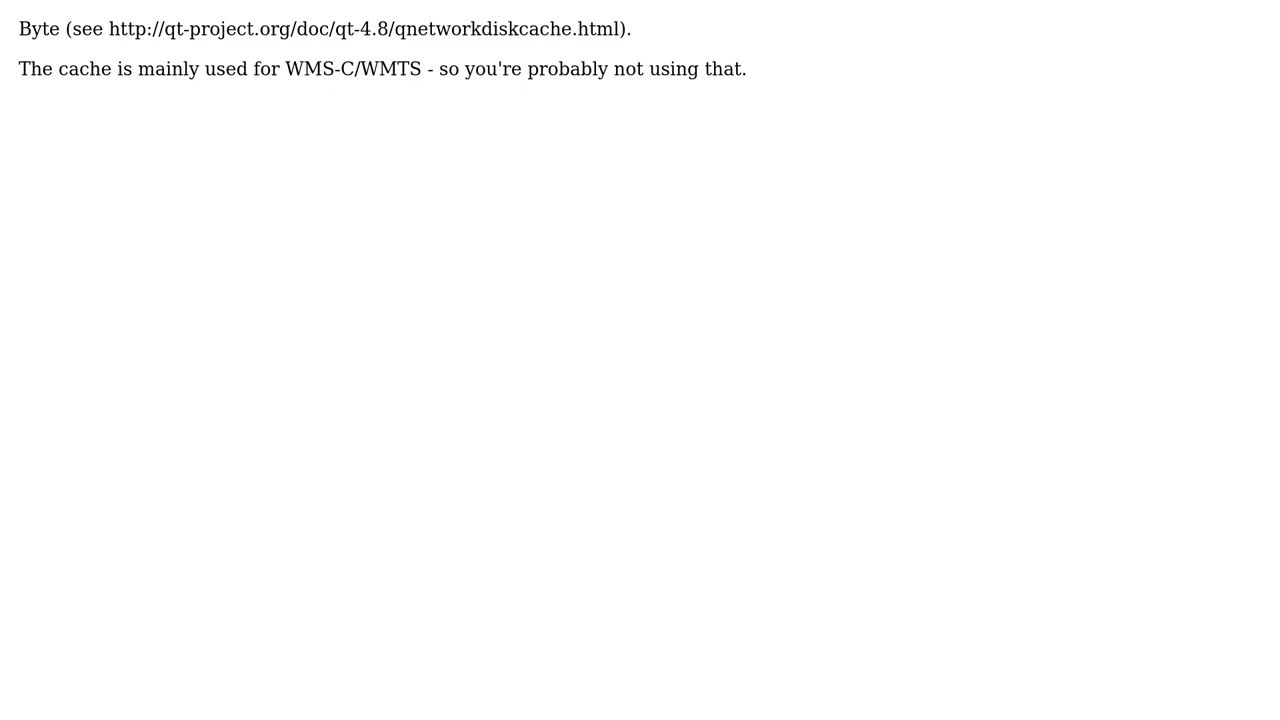 Byte (see http://qt-project.org/doc/qt-4.8/qnetworkdiskcache.html).
The cache is mainly used for WMS-C/WMTS - so you're probably not using that.